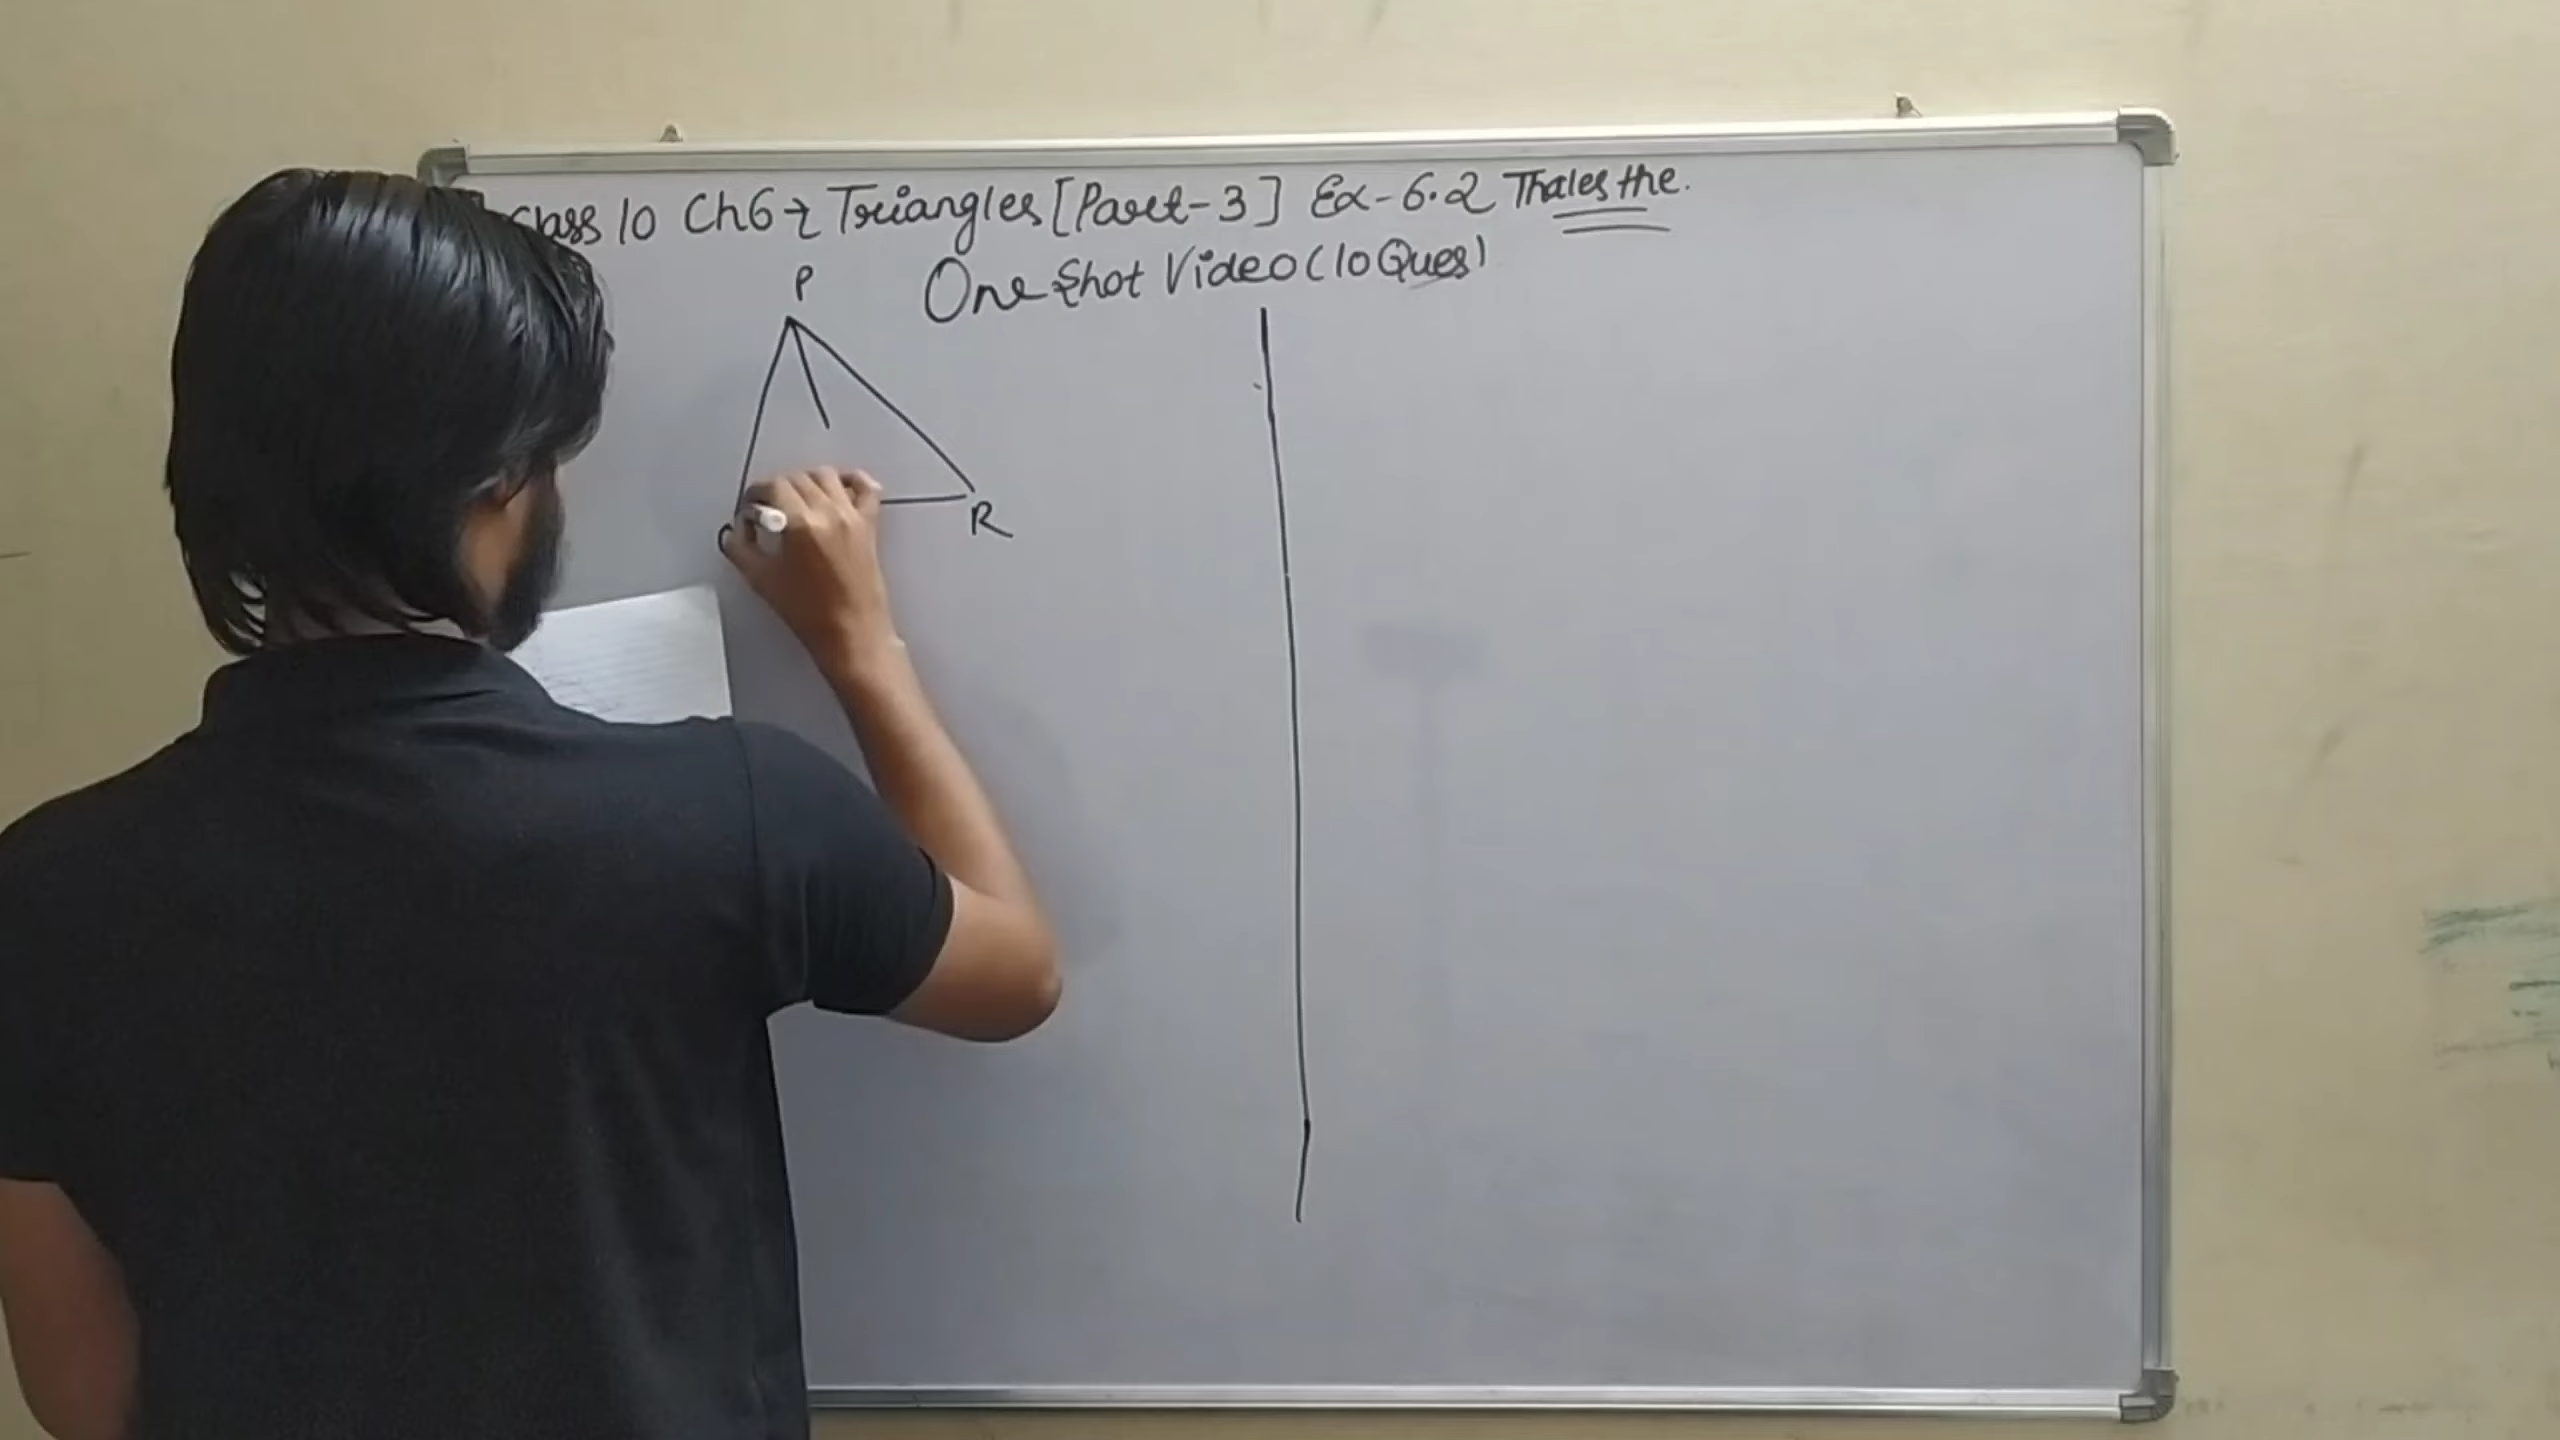 Class 10 Ch6 → Triangles [Part-3] Ex-6.2 Thales the.
One Shot Video (10 Ques)
P
R